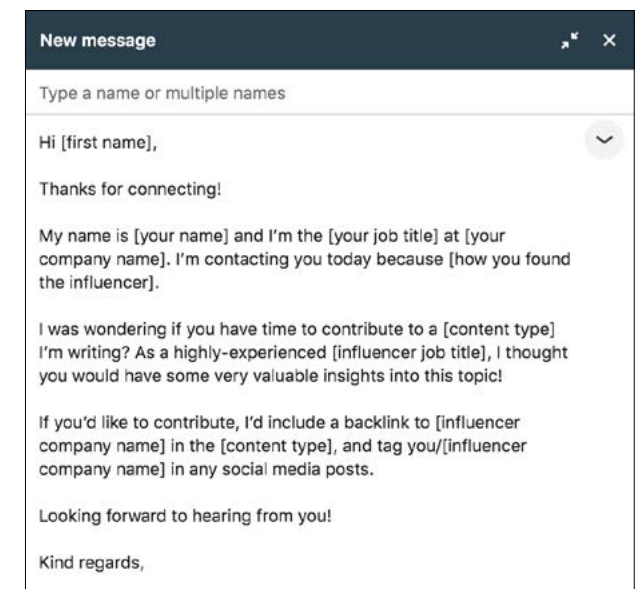 New message
Type a name or multiple names
Hi [first name],
Thanks for connecting!
My name is [your name] and I'm the [your job title] at [your
company name]. I'm contacting you today because [how you found
the influencer].
I was wondering if you have time to contribute to a [content type]
I'm writing? As a highly-experienced [influencer job title], I thought
you would have some very valuable insights into this topic!
If you'd like to contribute, I'd include a backlink to [influencer
company name] in the [content type], and tag you/[influencer
company name] in any social media posts.
Looking forward to hearing from you!
Kind regards,